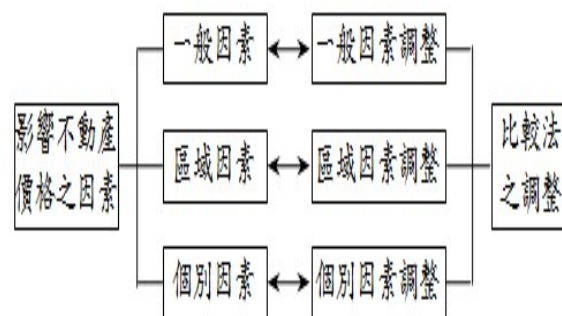 一般因素
一般因素調整
影響不動產
價格之因素
區域因素
區域因素調整
比較法
之調整
個別因素
個別因素調整